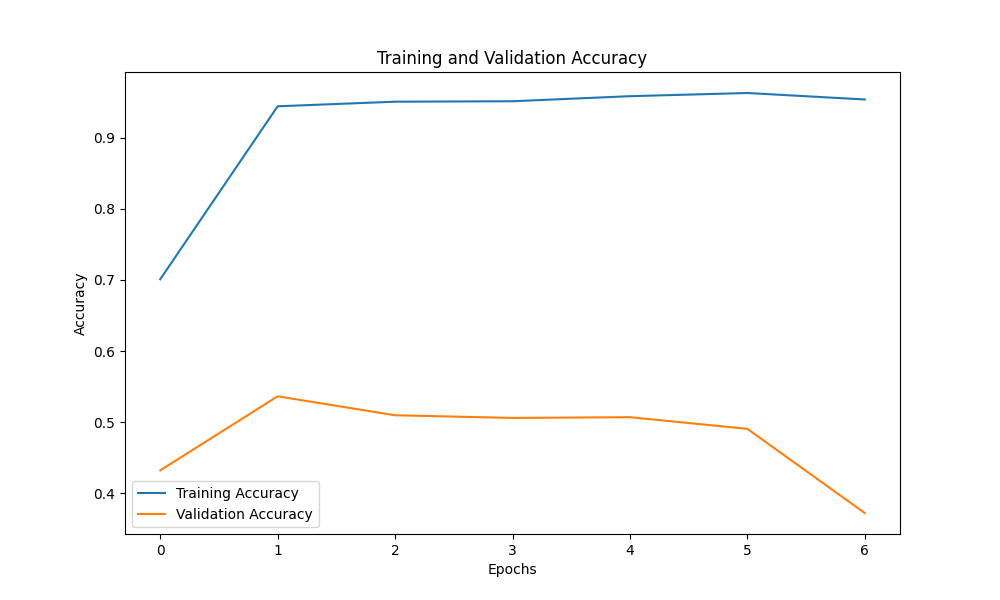 Training and Validation Accuracy
Accuracy
0.9
0.8
0.7
0.6
0.5
0.4
Training Accuracy
Validation Accuracy
0 1 2 3 4 5 6
Epochs